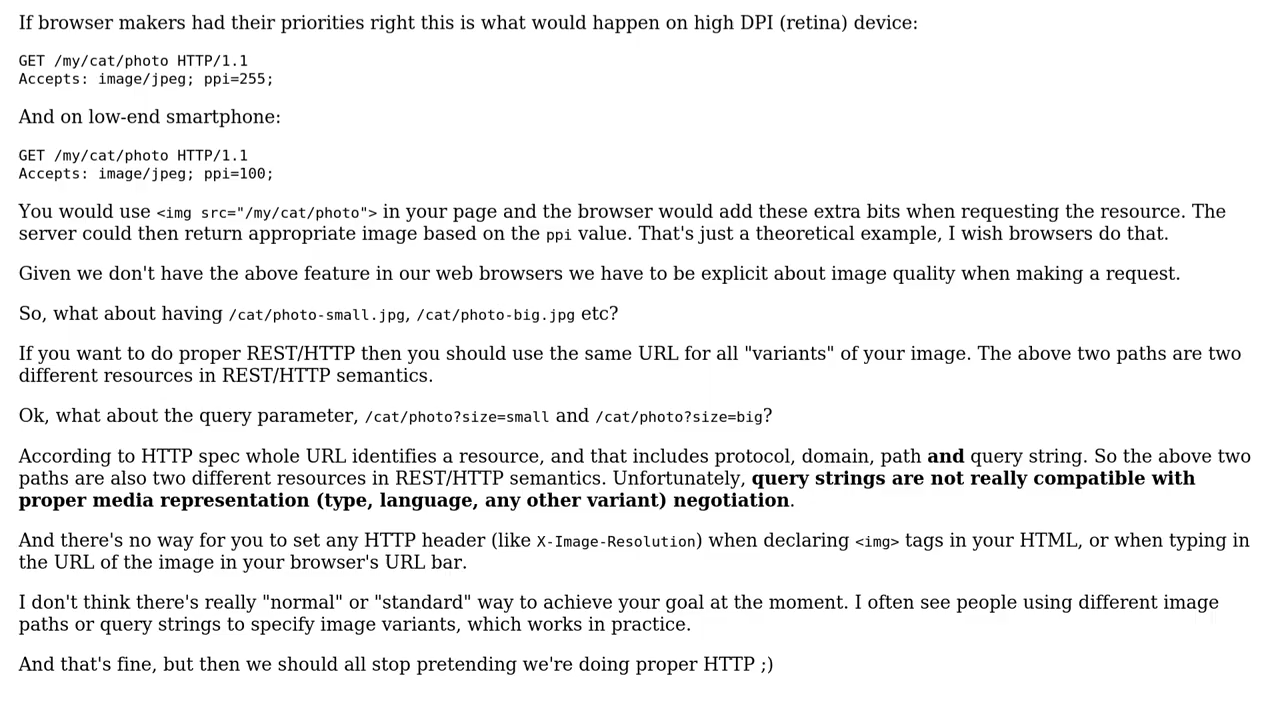 If browser makers had their priorities right this is what would happen on high DPI (retina) device:
GET /my/cat/photo HTTP/1.1
Accepts: image/jpeg; ppi=255;
And on low-end smartphone:
GET /my/cat/photo HTTP/1.1
Accepts: image/jpeg; ppi=100;
You would use <img src="/my/cat/photo"> in your page and the browser would add these extra bits when requesting the resource. The
server could then return appropriate image based on the ppi value. That's just a theoretical example, I wish browsers do that.
Given we don't have the above feature in our web browsers we have to be explicit about image quality when making a request.
So, what about having /cat/photo-small.jpg, /cat/photo-big.jpg etc?
If you want to do proper REST/HTTP then you should use the same URL for all "variants" of your image. The above two paths are two
different resources in REST/HTTP semantics.
Ok, what about the query parameter, /cat/photo?size=small and /cat/photo?size=big?
According to HTTP spec whole URL identifies a resource, and that includes protocol, domain, path and query string. So the above two
paths are also two different resources in REST/HTTP semantics. Unfortunately, query strings are not really compatible with
proper media representation (type, language, any other variant) negotiation.
And there's no way for you to set any HTTP header (like X-Image-Resolution) when declaring <img> tags in your HTML, or when typing in
the URL of the image in your browser's URL bar.
I don't think there's really "normal" or "standard" way to achieve your goal at the moment. I often see people using different image
paths or query strings to specify image variants, which works in practice.
And that's fine, but then we should all stop pretending we're doing proper HTTP ;)